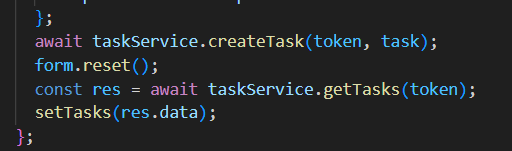 };
await taskService.createTask(token, task);
form.reset();
const res = await taskService.getTasks(token);
setTasks(res.data);
};